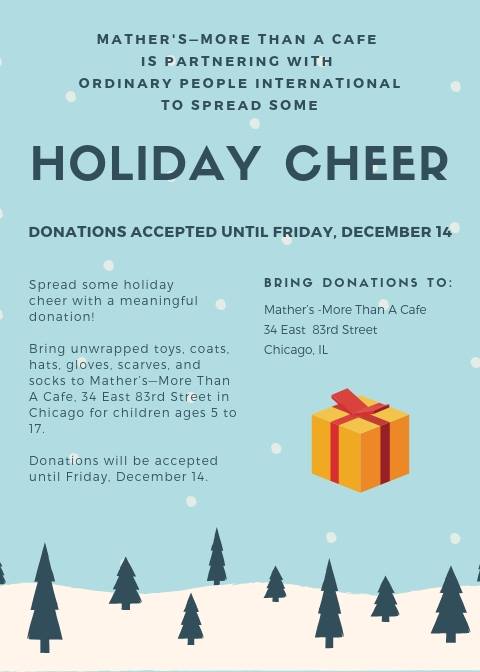 MATHER'S—MORE THAN A CAFE
IS PARTNERING WITH
ORDINARY PEOPLE INTERNATIONAL
TO SPREAD SOME
HOLIDAY CHEER
DONATIONS ACCEPTED UNTIL FRIDAY, DECEMBER 14
Spread some holiday
cheer with a meaningful
donation!
Bring unwrapped toys, coats,
hats, gloves, scarves, and
socks to Mather's—More Than
A Cafe, 34 East 83rd Street in
Chicago for children ages 5 to
17.
Donations will be accepted
until Friday, December 14.
BRING DONATIONS TO:
Mather's -More Than A Cafe
34 East  83rd Street
Chicago, IL